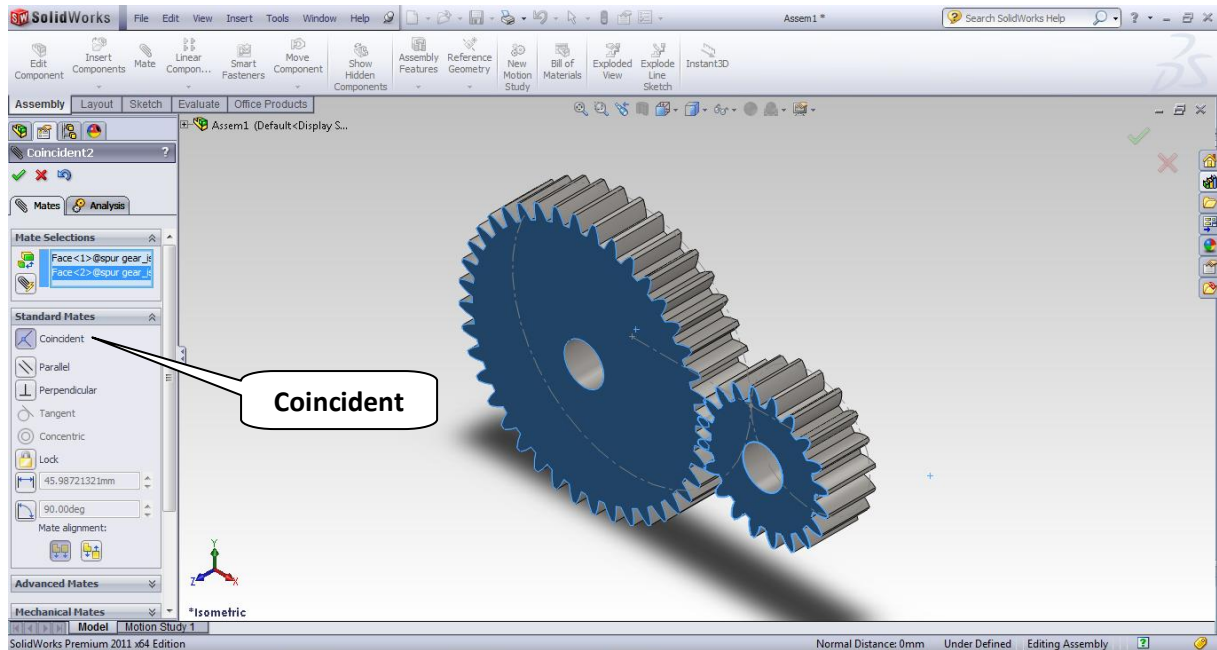 SolidWorks File Edit View Insert Tools Window Help Assem1 * Search SolidWorks Help
Edit Component
Insert Components
Mate
Linear Compon...
Smart Fasteners
Move Component
Show Hidden Components
Assembly Features
Reference Geometry
New Motion Study
Bill of Materials
Exploded View
Explode Line Sketch
Instant3D
Assembly Layout Sketch Evaluate Office Products
Assem1 (Default<Display S...
Coincident2 ?
Mates Analysis
Mate Selections
Face<1>@spur gear_is
Face<2>@spur gear_is
Standard Mates
Coincident
Parallel
Perpendicular
Tangent
Concentric
Lock
45.98721321mm
90.00deg
Mate alignment:
Advanced Mates
Mechanical Mates
Coincident
Y
Z X
*Isometric
Model Motion Study 1
SolidWorks Premium 2011 x64 Edition Normal Distance: 0mm Under Defined Editing Assembly